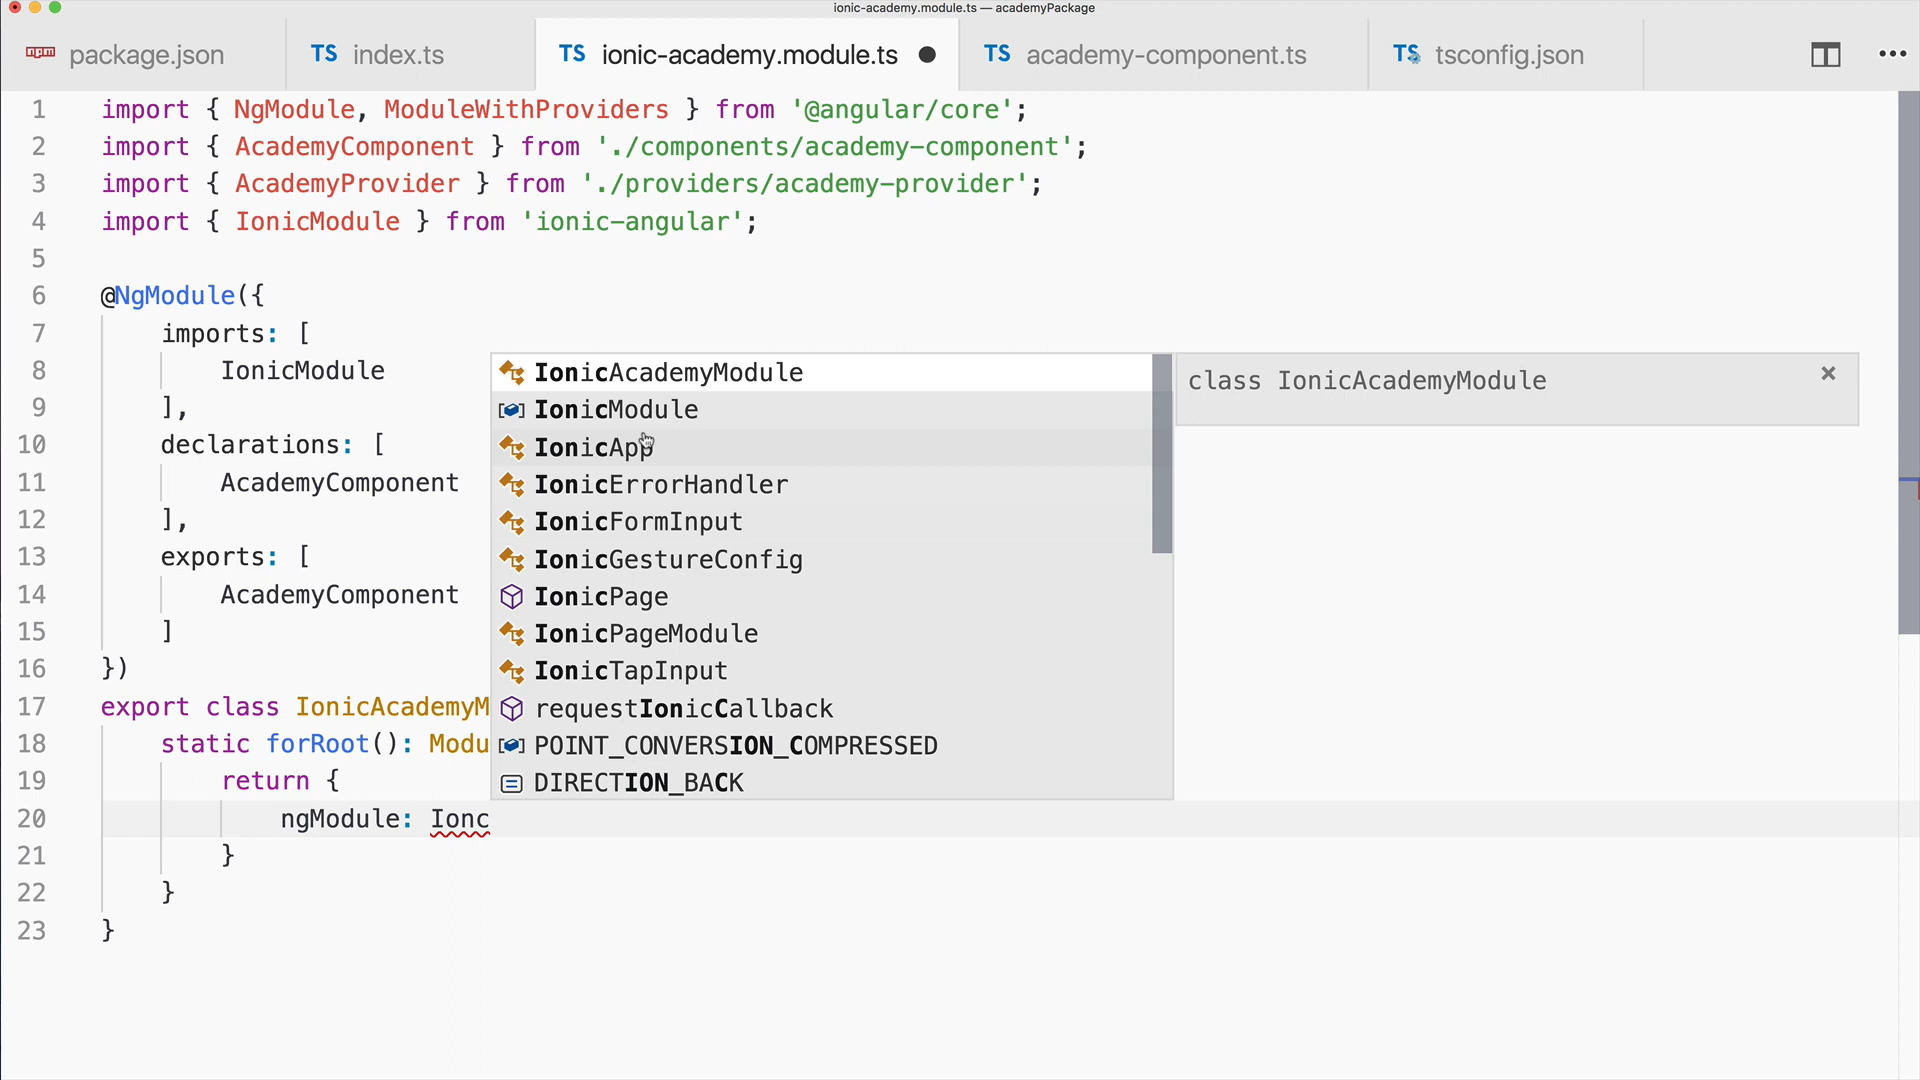 ionic-academy.module.ts — academyPackage
npm package.json
TS index.ts
TS ionic-academy.module.ts
TS academy-component.ts
TS tsconfig.json
1 import { NgModule, ModuleWithProviders } from '@angular/core';
2 import { AcademyComponent } from './components/academy-component';
3 import { AcademyProvider } from './providers/academy-provider';
4 import { IonicModule } from 'ionic-angular';
5
6 @NgModule({
7 imports: [
8 IonicModule
9 ],
10 declarations: [
11 AcademyComponent
12 ],
13 exports: [
14 AcademyComponent
15 ]
16 })
17 export class IonicAcademyM
18 static forRoot(): Modu
19 return {
20 ngModule: Ionc
21 }
22 }
23 }
IonicAcademyModule
IonicModule
IonicApp
IonicErrorHandler
IonicFormInput
IonicGestureConfig
IonicPage
IonicPageModule
IonicTapInput
requestIonicCallback
POINT_CONVERSION_COMPRESSED
DIRECTION_BACK
class IonicAcademyModule